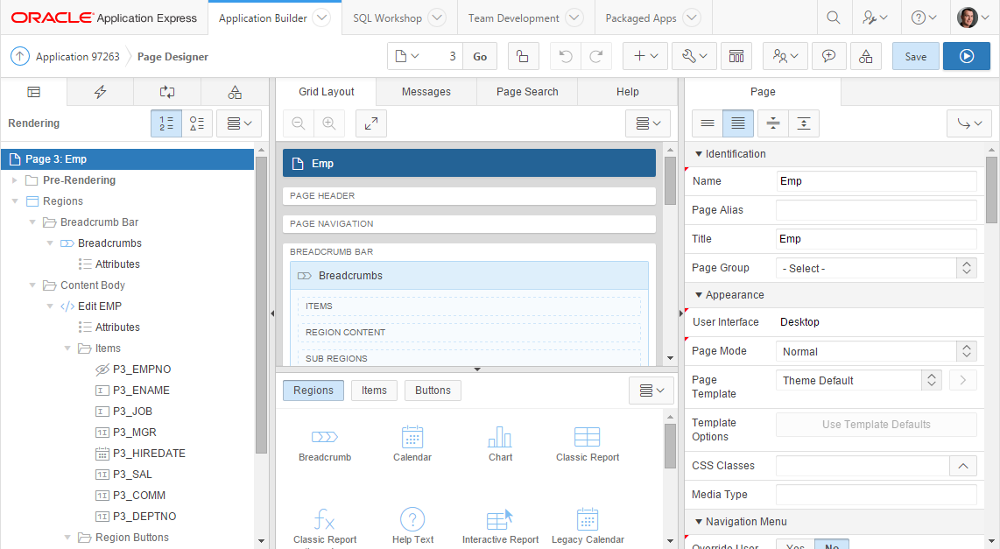 ORACLE Application Express
Application Builder
SQL Workshop
Team Development
Packaged Apps
Application 97263
Page Designer
3
Go
Save
Rendering
Page 3: Emp
Pre-Rendering
Regions
Breadcrumb Bar
Breadcrumbs
Attributes
Content Body
Edit EMP
Attributes
Items
P3_EMPNO
P3_ENAME
P3_JOB
P3_MGR
P3_HIREDATE
P3_SAL
P3_COMM
P3_DEPTNO
Region Buttons
Grid Layout
Messages
Page Search
Help
Emp
PAGE HEADER
PAGE NAVIGATION
BREADCRUMB BAR
Breadcrumbs
ITEMS
REGION CONTENT
SUB REGIONS
Regions
Items
Buttons
Breadcrumb
Calendar
Chart
Classic Report
Classic Report
Help Text
Interactive Report
Legacy Calendar
Page
Identification
Name
Emp
Page Alias
Title
Emp
Page Group
- Select -
Appearance
User Interface
Desktop
Page Mode
Normal
Page
Template
Theme Default
Template
Options
Use Template Defaults
CSS Classes
Media Type
Navigation Menu
Override User
Yes
No